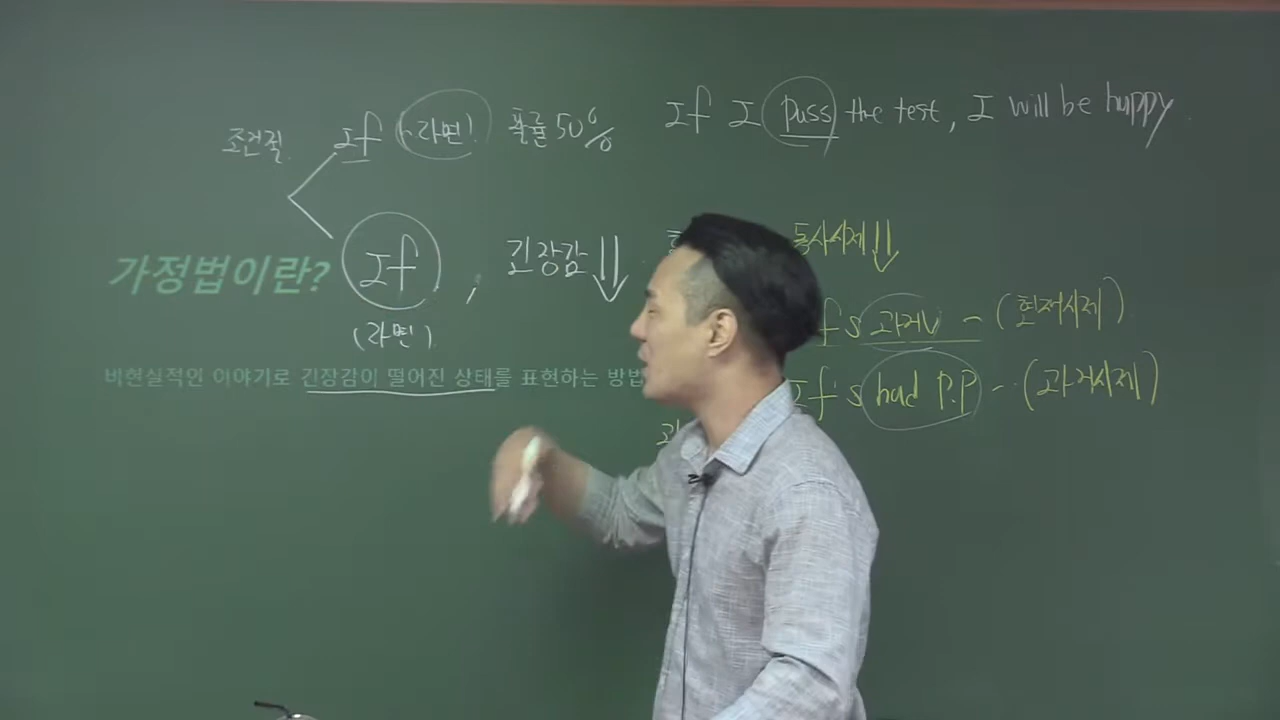 조건절 If (~라면!) 확률 50%
If I pass the test, I will be happy
가정법이란? If , 긴장감 ↓↓
(라면)
비현실적인 이야기로 긴장감이 떨어진 상태를 표현하는 방법
동사시제 ↓↓
If s 과거v ~ (현재시제)
If s had P.P ~ (과거시제)